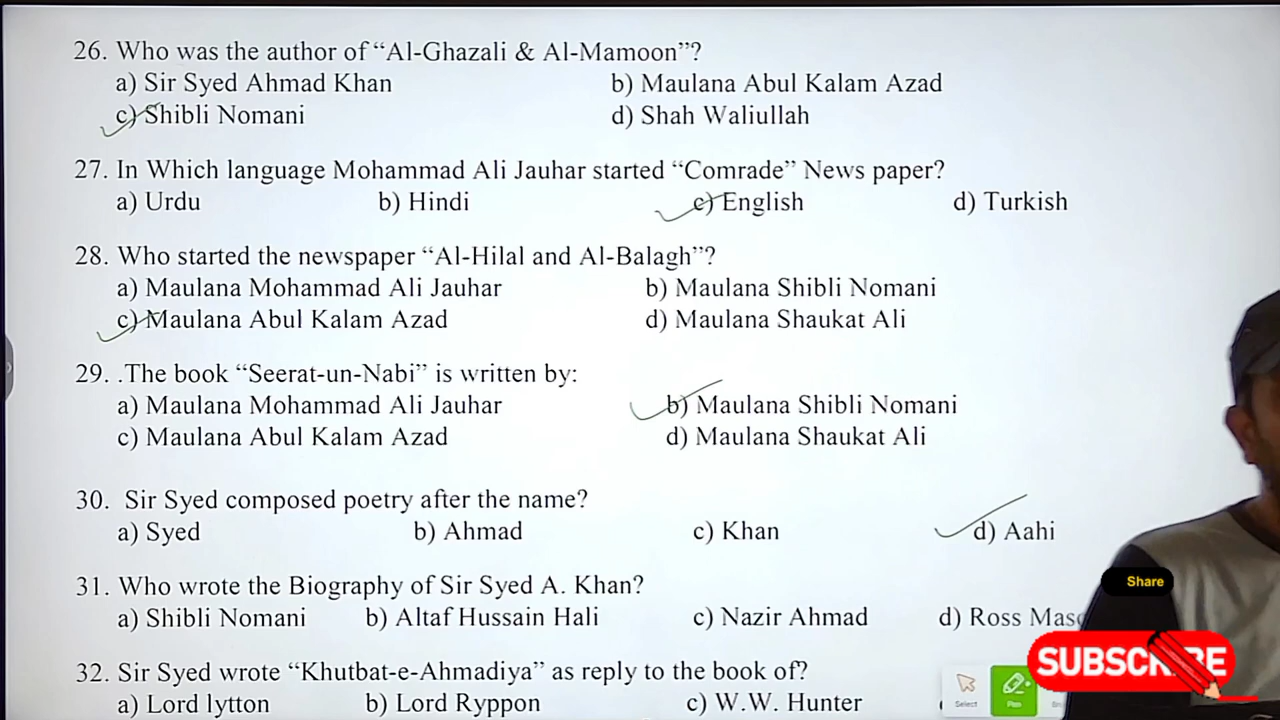 26. Who was the author of “Al-Ghazali & Al-Mamoon”?
a) Sir Syed Ahmad Khan b) Maulana Abul Kalam Azad
c) Shibli Nomani d) Shah Waliullah
27. In Which language Mohammad Ali Jauhar started “Comrade” News paper?
a) Urdu b) Hindi c) English d) Turkish
28. Who started the newspaper “Al-Hilal and Al-Balagh”?
a) Maulana Mohammad Ali Jauhar b) Maulana Shibli Nomani
c) Maulana Abul Kalam Azad d) Maulana Shaukat Ali
29. .The book “Seerat-un-Nabi” is written by:
a) Maulana Mohammad Ali Jauhar b) Maulana Shibli Nomani
c) Maulana Abul Kalam Azad d) Maulana Shaukat Ali
30. Sir Syed composed poetry after the name?
a) Syed b) Ahmad c) Khan d) Aahi
Share
31. Who wrote the Biography of Sir Syed A. Khan?
a) Shibli Nomani b) Altaf Hussain Hali c) Nazir Ahmad d) Ross
SUBSCRIBE
32. Sir Syed wrote “Khutbat-e-Ahmadiya” as reply to the book of?
a) Lord lytton b) Lord Ryppon c) W.W. Hunter
Select Pen